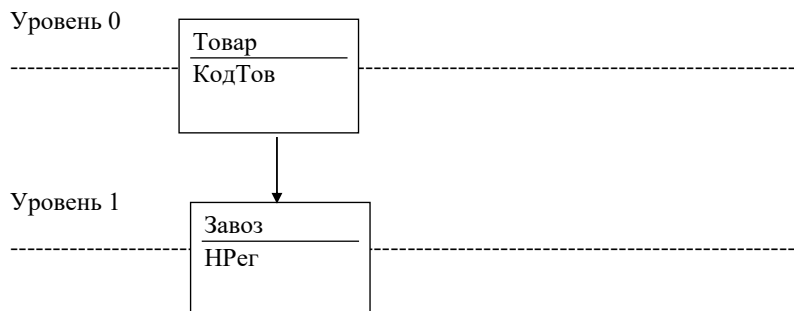 Уровень 0
Товар
КодТов
Уровень 1
Завоз
НРег